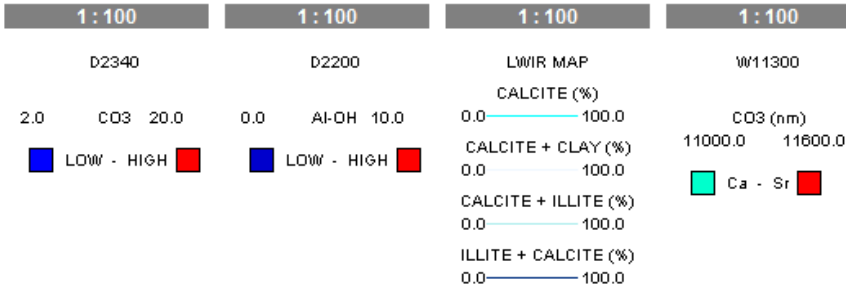 1:100 1:100 1:100 1:100
D2340 D2200 LWIR MAP W11300
CALCITE (%)
2.0 CO3 20.0 0.0 Al-OH 10.0 0.0 100.0 CO3 (nm)
11000.0 11600.0
LOW - HIGH LOW - HIGH CALCITE + CLAY (%)
0.0 100.0 Ca - Sr
CALCITE + ILLITE (%)
0.0 100.0
ILLITE + CALCITE (%)
0.0 100.0